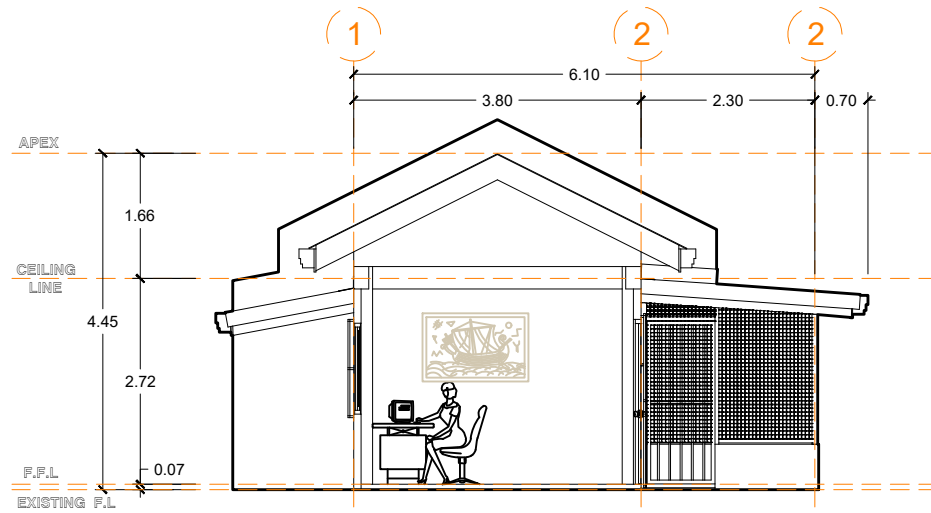 1 2 2
6.10
3.80 2.30 0.70
APEX
1.66
CEILING
LINE
4.45
2.72
0.07
F.F.L
EXISTING F.L